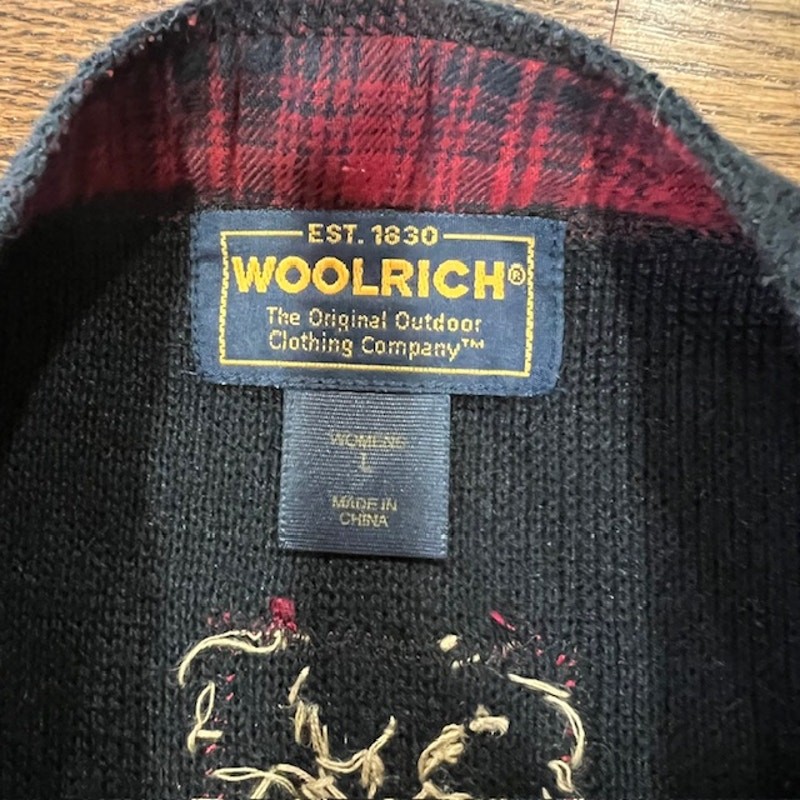 EST. 1830
WOOLRICH®
The Original Outdoor
Clothing Company™
WOMENS
L
MADE IN
CHINA